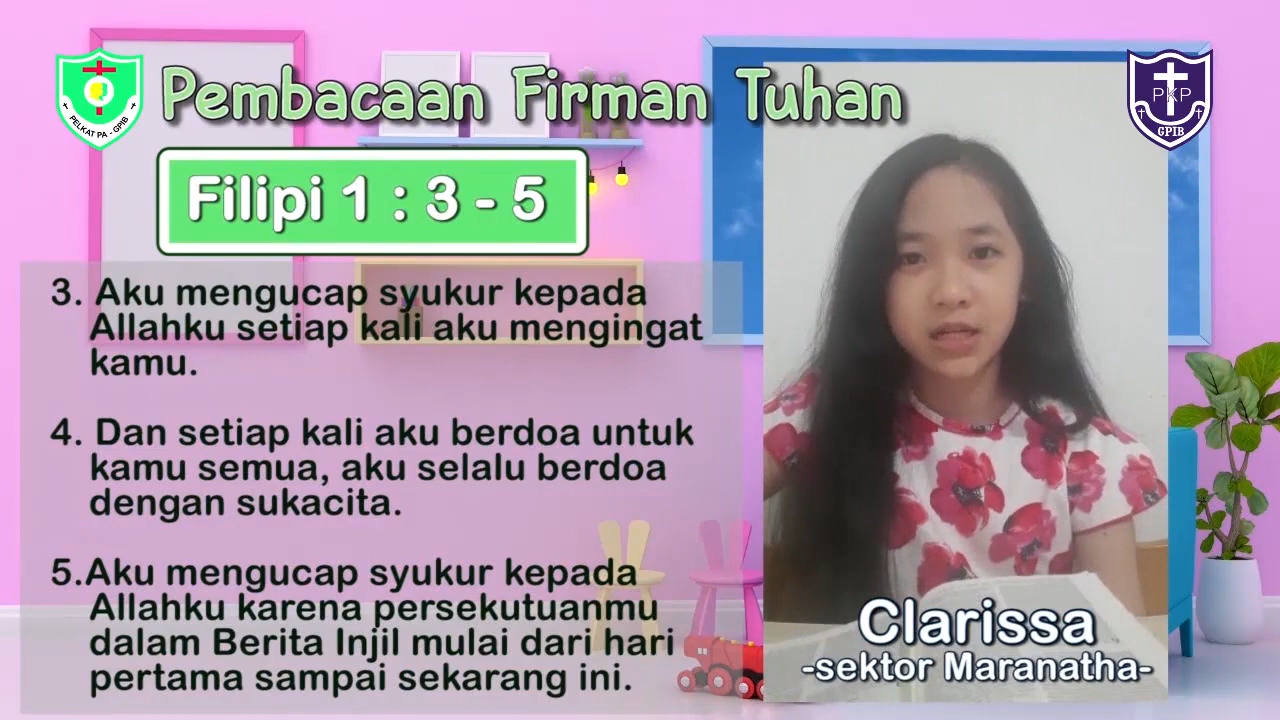 PELKAT PA - GPIB
Pembacaan Firman Tuhan
PKP
GPIB
Filipi 1 : 3 - 5
3. Aku mengucap syukur kepada
Allahku setiap kali aku mengingat
kamu.
4. Dan setiap kali aku berdoa untuk
kamu semua, aku selalu berdoa
dengan sukacita.
5.Aku mengucap syukur kepada
Allahku karena persekutuanmu
dalam Berita Injil mulai dari hari
pertama sampai sekarang ini.
Clarissa
-sektor Maranatha-